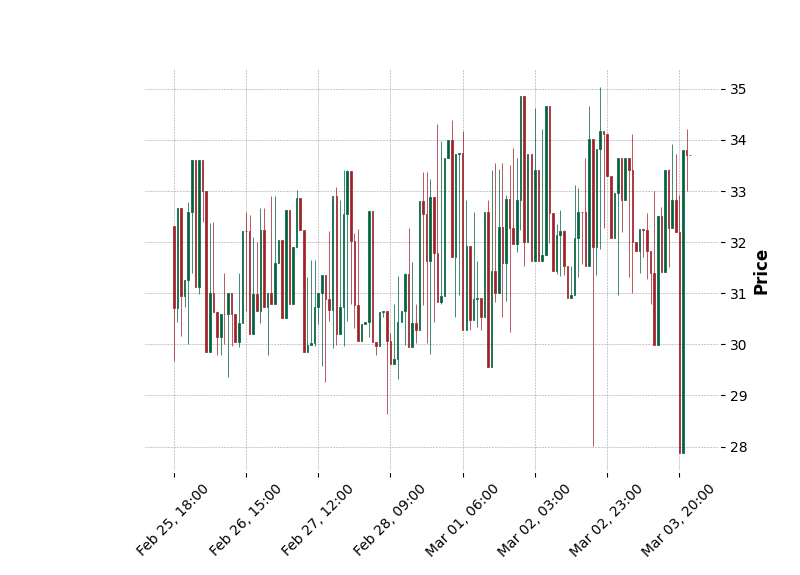 35
34
33
32
31
30
29
28
Price
Feb 25, 18:00
Feb 26, 15:00
Feb 27, 12:00
Feb 28, 09:00
Mar 01, 06:00
Mar 02, 03:00
Mar 02, 23:00
Mar 03, 20:00